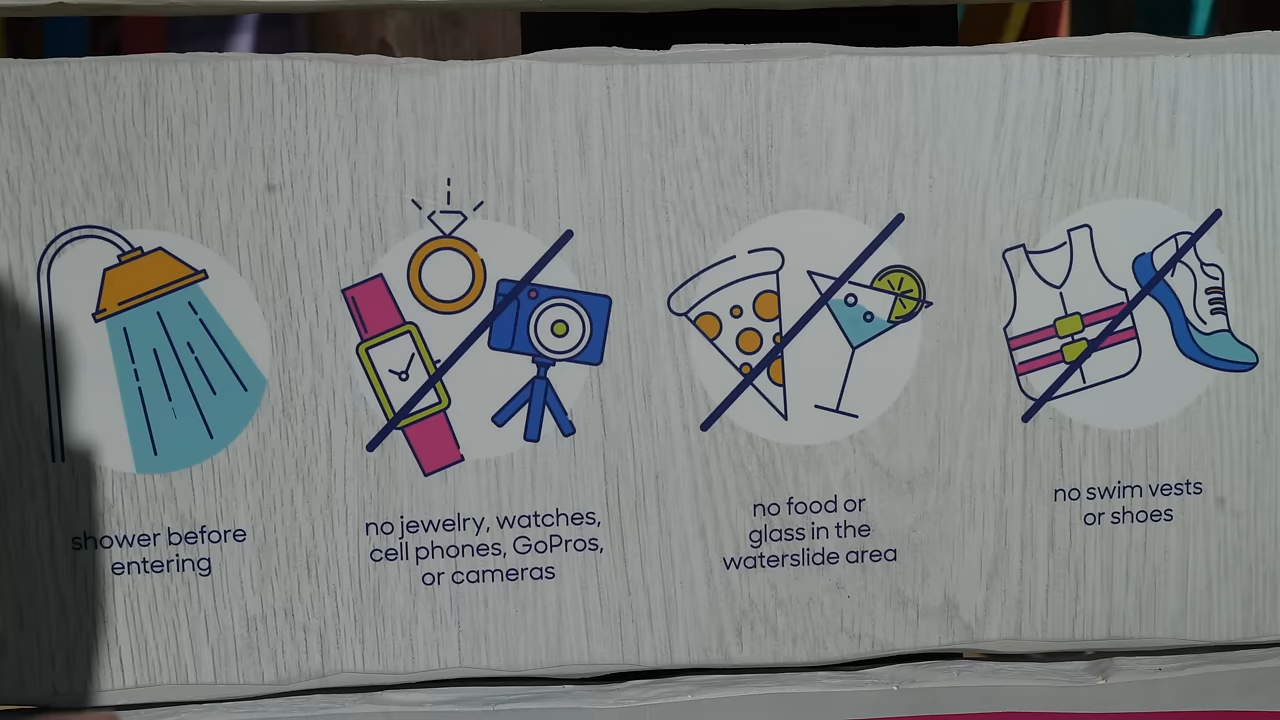 shower before
entering
no jewelry, watches,
cell phones, GoPros,
or cameras
no food or
glass in the
waterslide area
no swim vests
or shoes